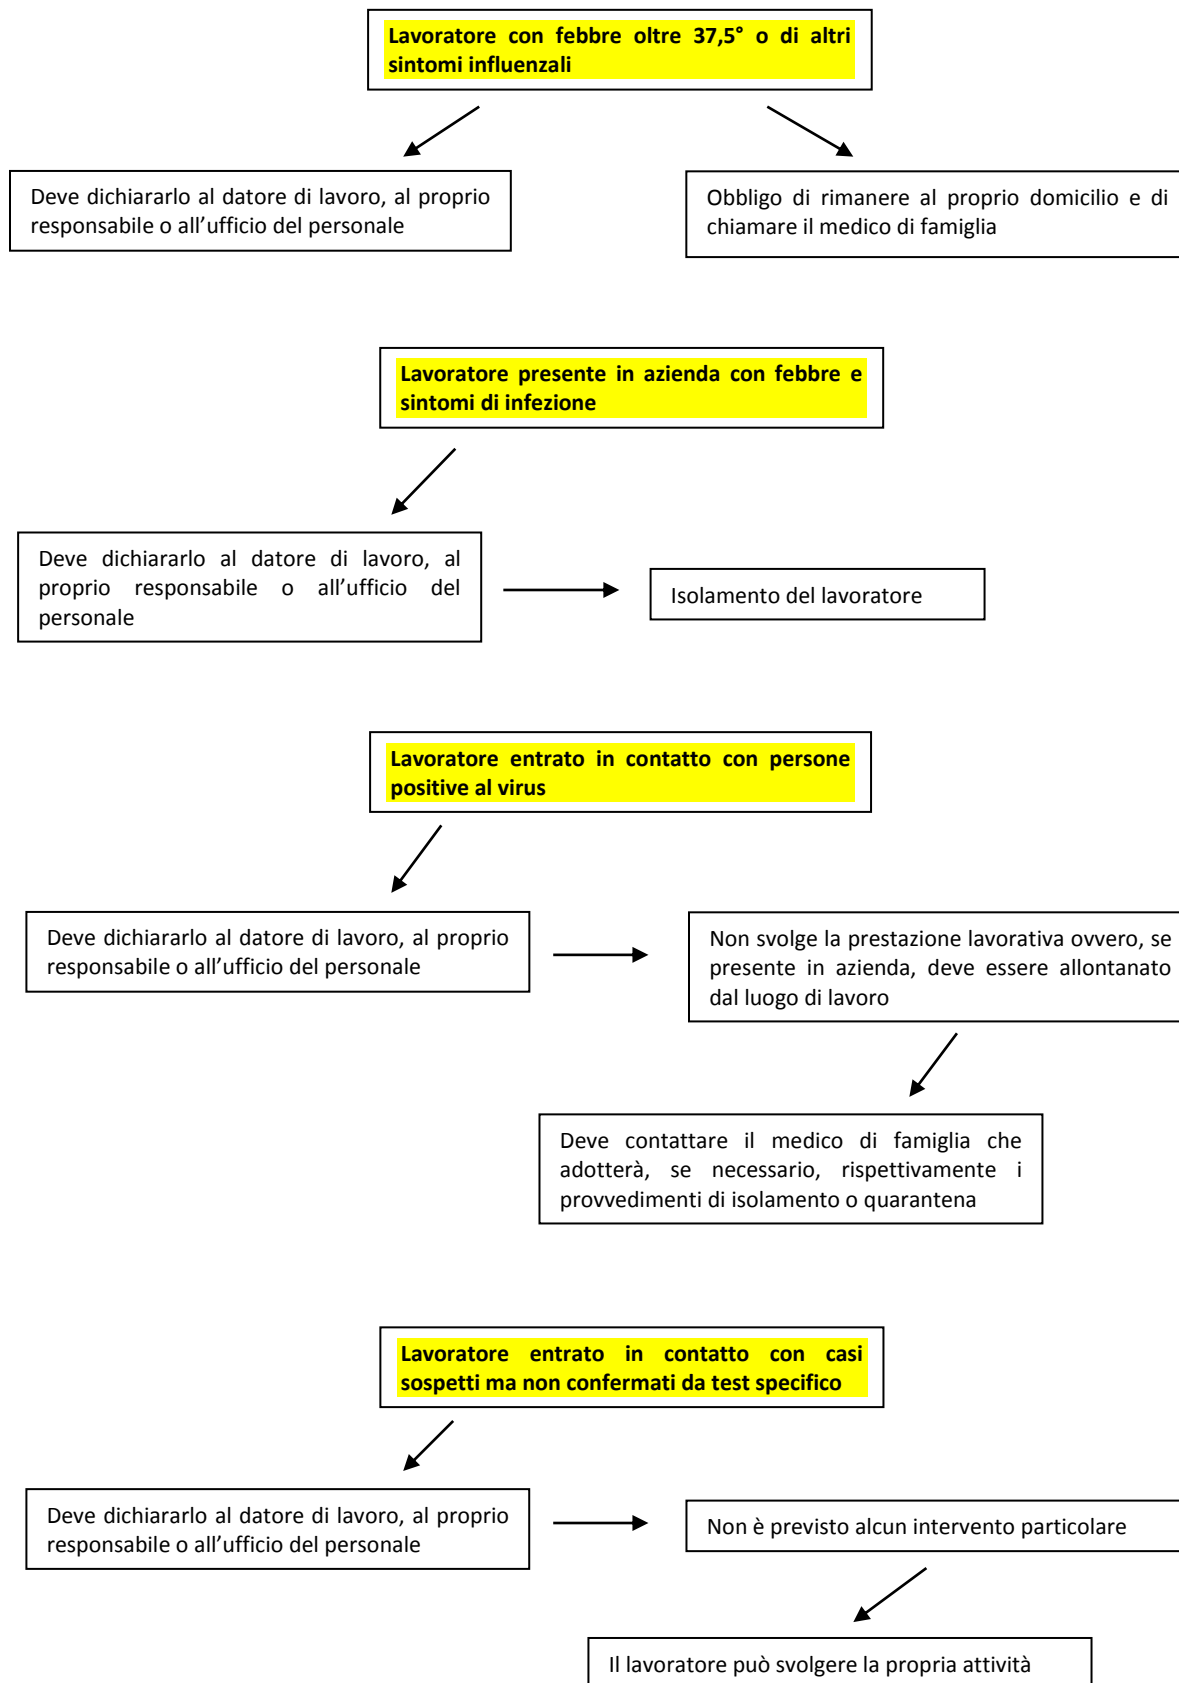 Lavoratore con febbre oltre 37,5° o di altri
sintomi influenzali
Deve dichiararlo al datore di lavoro, al proprio
responsabile o all’ufficio del personale
Obbligo di rimanere al proprio domicilio e di
chiamare il medico di famiglia
Lavoratore presente in azienda con febbre e
sintomi di infezione
Deve dichiararlo al datore di lavoro, al
proprio responsabile o all’ufficio del
personale
Isolamento del lavoratore
Lavoratore entrato in contatto con persone
positive al virus
Deve dichiararlo al datore di lavoro, al proprio
responsabile o all’ufficio del personale
Non svolge la prestazione lavorativa ovvero, se
presente in azienda, deve essere allontanato
dal luogo di lavoro
Deve contattare il medico di famiglia che
adotterà, se necessario, rispettivamente i
provvedimenti di isolamento o quarantena
Lavoratore entrato in contatto con casi
sospetti ma non confermati da test specifico
Deve dichiararlo al datore di lavoro, al proprio
responsabile o all’ufficio del personale
Non è previsto alcun intervento particolare
Il lavoratore può svolgere la propria attività